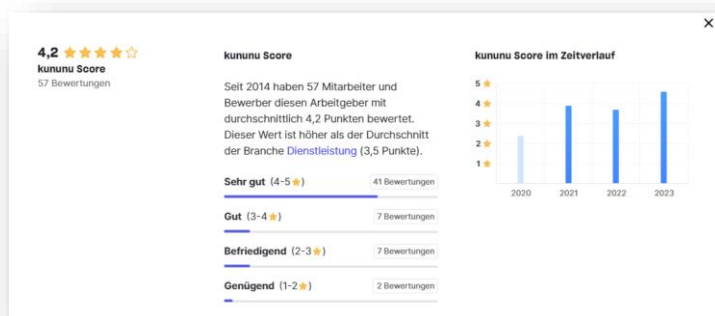 4,2
kununu Score
57 Bewertungen
kununu Score
Seit 2014 haben 57 Mitarbeiter und
Bewerber diesen Arbeitgeber mit
durchschnittlich 4,2 Punkten bewertet.
Dieser Wert ist höher als der Durchschnitt
der Branche Dienstleistung (3,5 Punkte).
Sehr gut (4-5★) 41 Bewertungen
Gut (3-4★) 7 Bewertungen
Befriedigend (2-3★) 7 Bewertungen
Genügend (1-2★) 2 Bewertungen
kununu Score im Zeitverlauf
5 ★
4 ★
3 ★
2 ★
1 ★
2020 2021 2022 2023